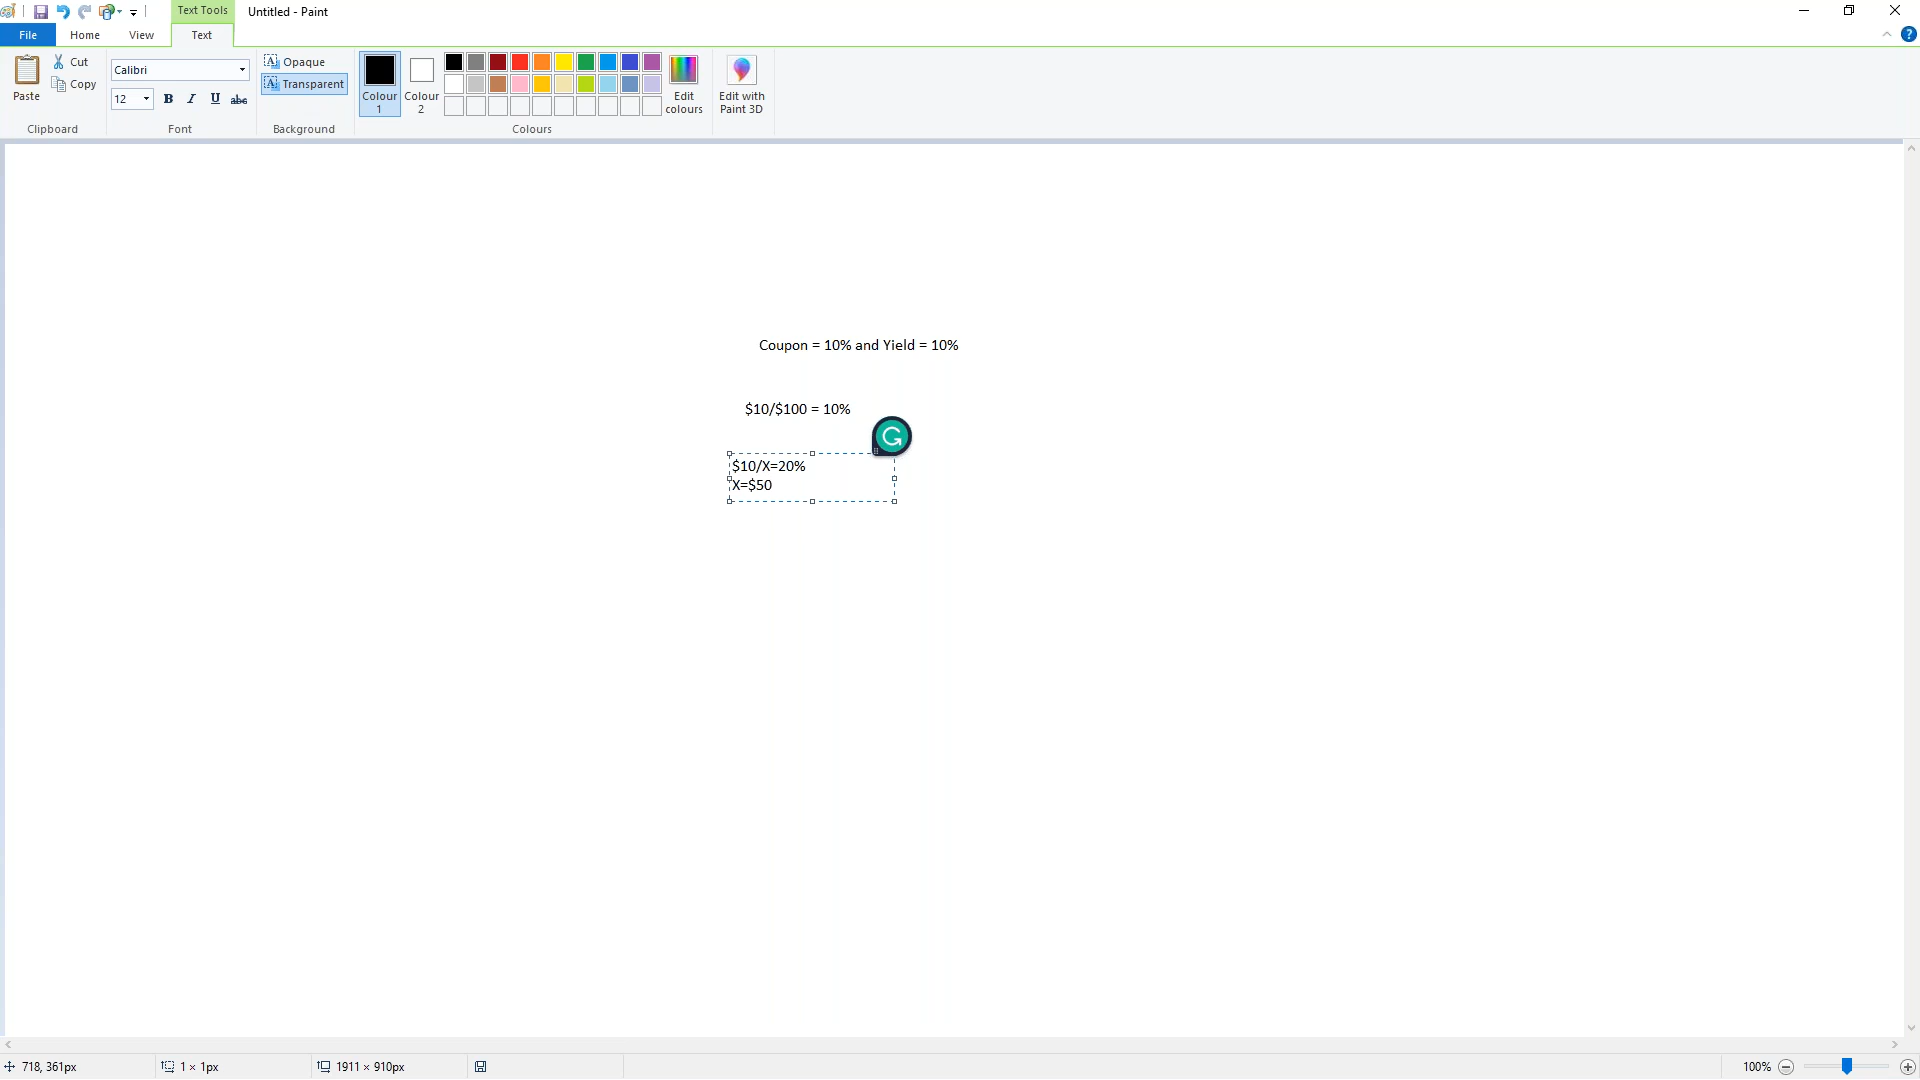 Text Tools
Untitled - Paint
File
Home
View
Text
Paste
Cut
Copy
Clipboard
Calibri
12
B
I
U
abc
Font
Opaque
Transparent
Background
Colour 1
Colour 2
Colours
Edit colours
Edit with Paint 3D
Coupon = 10% and Yield = 10%
$10/$100 = 10%
$10/X=20%
X=$50
718, 361px
1 × 1px
1911 × 910px
100%